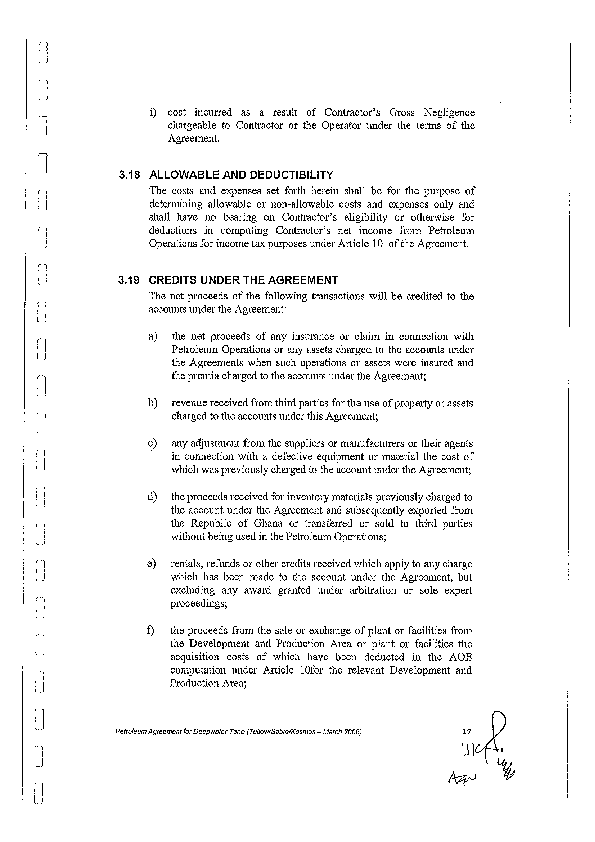 i) cost incurred as a result of Contractor's Gross Negligence
chargeable to Contractor or the Operator under the terms of the
Agreement.
3.18 ALLOWABLE AND DEDUCTIBILITY
The costs and expenses set forth herein shall be for the purpose of
determining allowable or non-allowable costs and expenses only and
shall have no bearing on Contractor's eligibility or otherwise for
deductions in computing Contractor's net income from Petroleum
Operations for income tax purposes under Article 10 of the Agreement.
3.19 CREDITS UNDER THE AGREEMENT
The net proceeds of the following transactions will be credited to the
accounts under the Agreement:
a) the net proceeds of any insurance or claim in connection with
Petroleum Operations or any assets charged to the accounts under
the Agreements when such operations or assets were insured and
the premia charged to the accounts under the Agreement;
b) revenue received from third parties for the use of property or assets
charged to the accounts under this Agreement;
c) any adjustment from the suppliers or manufacturers or their agents
in connection with a defective equipment or material the cost of
which was previously charged to the account under the Agreement;
d) the proceeds received for inventory materials previously charged to
the account under the Agreement and subsequently exported from
the Republic of Ghana or transferred or sold to third parties
without being used in the Petroleum Operations;
e) rentals, refunds or other credits received which apply to any charge
which has been made to the account under the Agreement, but
excluding any award granted under arbitration or sole expert
proceedings;
f) the proceeds from the sale or exchange of plant or facilities from
the Development and Production Area or plant or facilities the
acquisition costs of which have been deducted in the AOE
computation under Article 10for the relevant Development and
Production Area;
Petroleum Agreement for Deepwater Tano (Tullow/Sabre/Kosmos – March 2006) 17